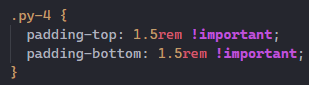 .py-4 {
  padding-top: 1.5rem !important;
  padding-bottom: 1.5rem !important;
}